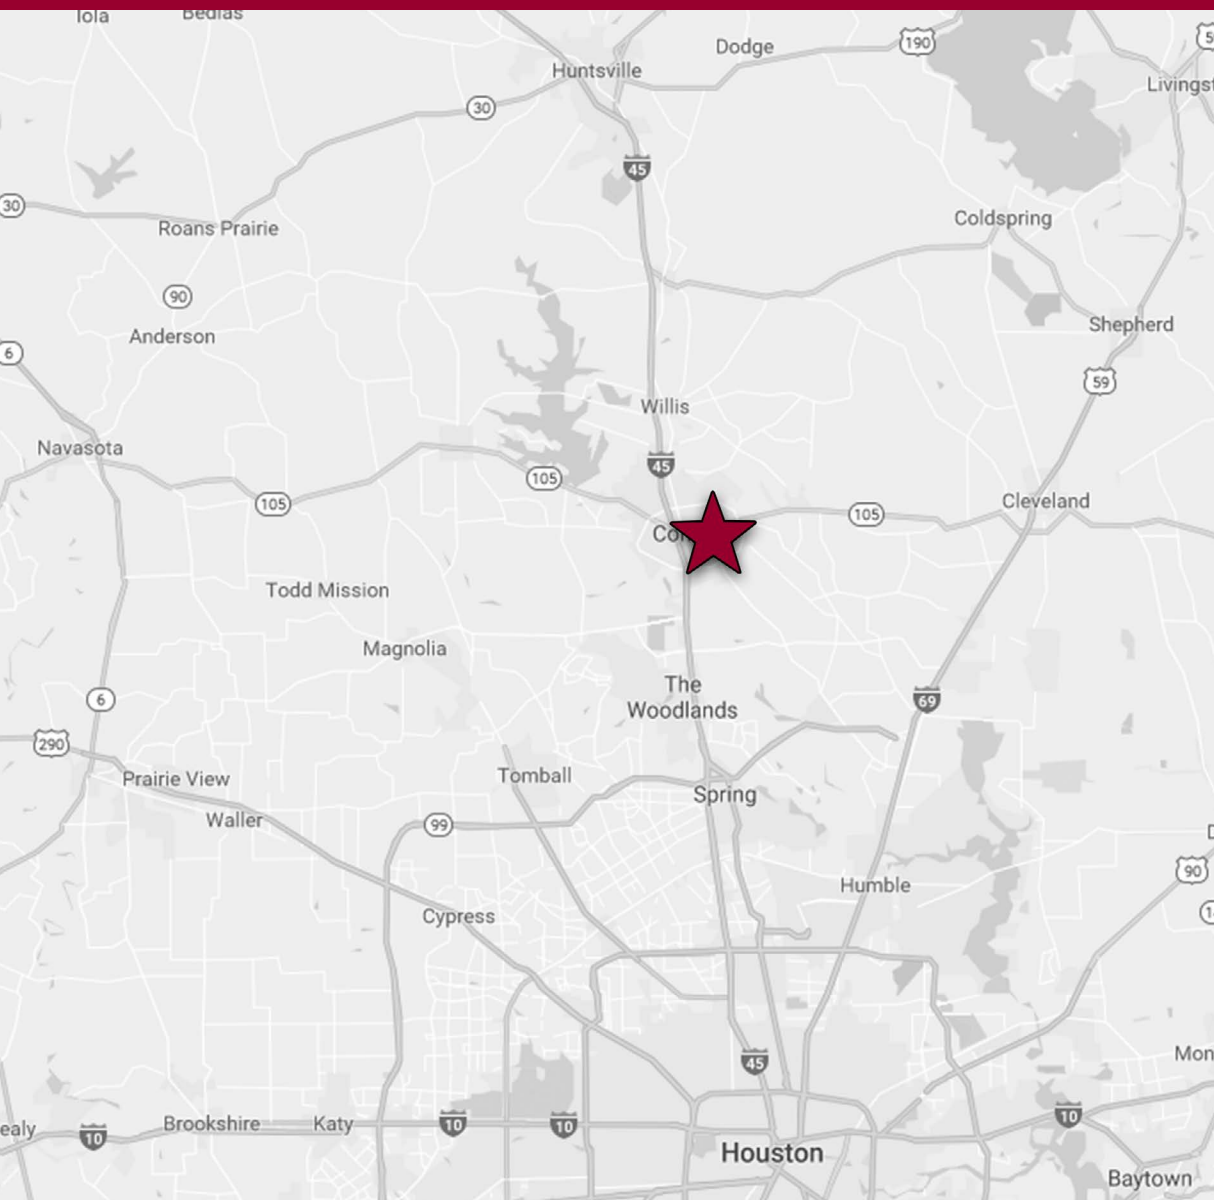 Iola
Bedias
Dodge
190
Huntsville
Livingst
30
45
30
Roans Prairie
Coldspring
90
Anderson
Shepherd
6
59
Willis
Navasota
45
105
105
Cleveland
105
Con
Todd Mission
Magnolia
The
Woodlands
6
69
290
Prairie View
Tomball
Spring
Waller
99
90
Humble
Cypress
45
Mon
10
Brookshire
Katy
10
10
ealy
10
Houston
Baytown